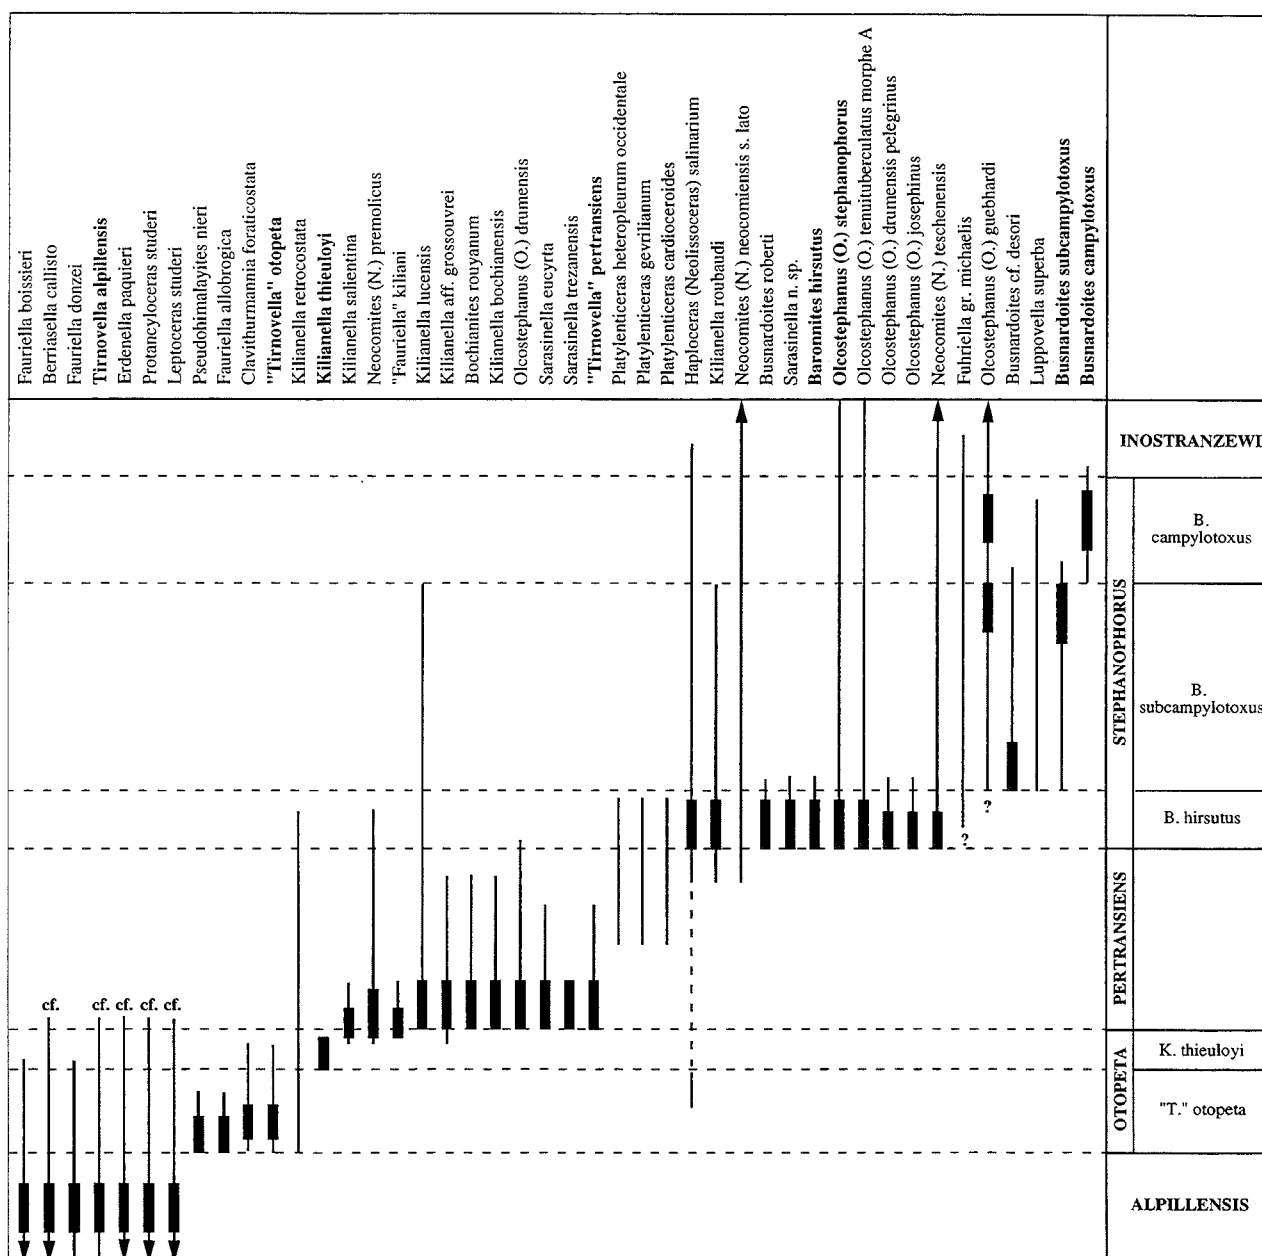 Fauriella boissieri
Berriasella callisto
Fauriella donzei
Tirnovella alpillensis
Erdenella paquieri
Protancyloceras studeri
Leptoceras studeri
Pseudohimalayites nieri
Fauriella allobrogica
Clavithurmannia foraticostata
"Tirnovella" otopeta
Kilianella retrocostata
Kilianella thieuloyi
Kilianella salientina
Neocomites (N.) premolicus
"Fauriella" kiliani
Kilianella lucensis
Kilianella aff. grossouvrei
Bochianites rouyanum
Kilianella bochianensis
Olcostephanus (O.) drumensis
Sarasinella eucyrta
Sarasinella trezanensis
"Tirnovella" pertransiens
Platylenticeras heteropleurum occidentale
Platylenticeras gevrilianum
Platylenticeras cardioceroides
Haploceras (Neolissoceras) salinarium
Kilianella roubaudi
Neocomites (N.) neocomiensis s. lato
Busnardoites roberti
Sarasinella n. sp.
Baronnites hirsutus
Olcostephanus (O.) stephanophorus
Olcostephanus (O.) tenuituberculatus morphe A
Olcostephanus (O.) drumensis pelegrinus
Olcostephanus (O.) josephinus
Neocomites (N.) teschenensis
Fuhriella gr. michaelis
Olcostephanus (O.) guebhardi
Busnardoites cf. desori
Luppovella superba
Busnardoites subcampylotoxus
Busnardoites campylotoxus
INOSTRANZEWI
STEPHANOPHORUS
B.
campylotoxus
B.
subcampylotoxus
B. hirsutus
?
?
PERTRANSIENS
cf.
cf.
cf.
cf.
cf.
OTOPETA
K. thieuloyi
"T." otopeta
ALPILLENSIS